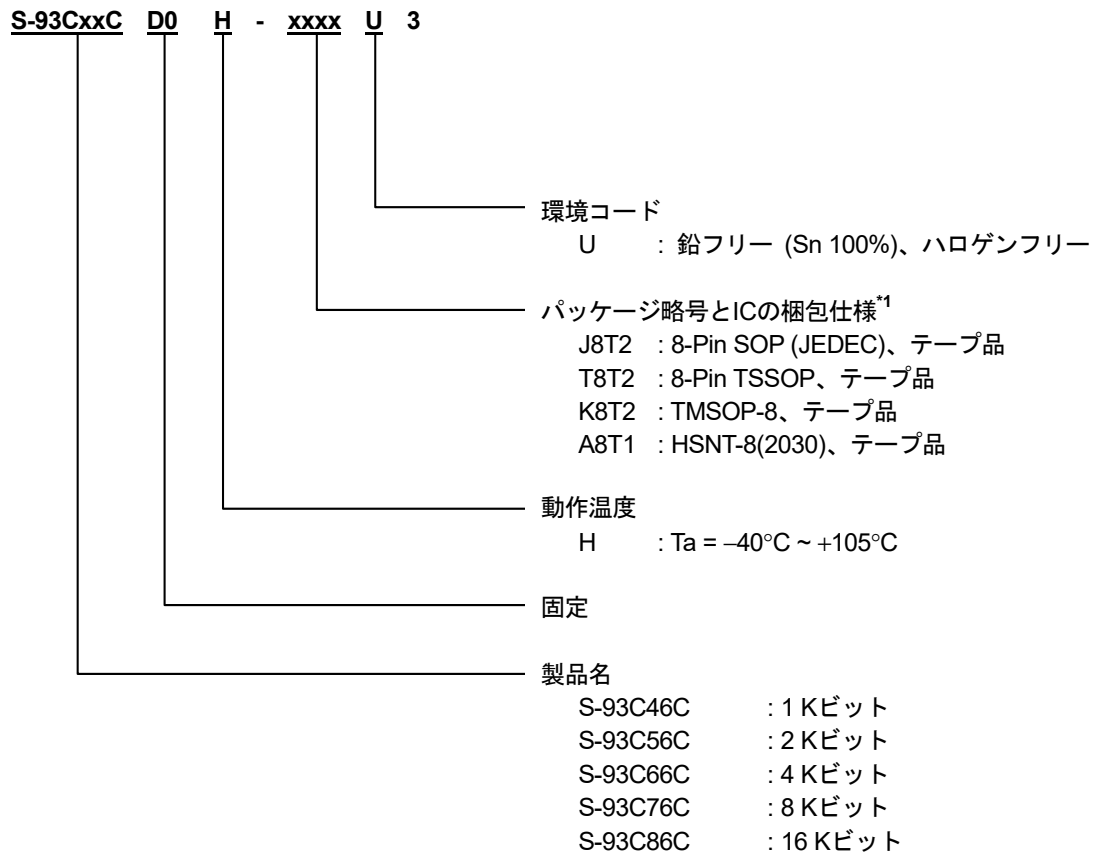 S-93CxxC D0 H - xxxx U 3
環境コード
U : 鉛フリー (Sn 100%)、ハロゲンフリー
パッケージ略号とICの梱包仕様*1
J8T2 : 8-Pin SOP (JEDEC)、テープ品
T8T2 : 8-Pin TSSOP、テープ品
K8T2 : TMSOP-8、テープ品
A8T1 : HSNT-8(2030)、テープ品
動作温度
H : Ta = −40°C ~ +105°C
固定
製品名
S-93C46C : 1 Kビット
S-93C56C : 2 Kビット
S-93C66C : 4 Kビット
S-93C76C : 8 Kビット
S-93C86C : 16 Kビット